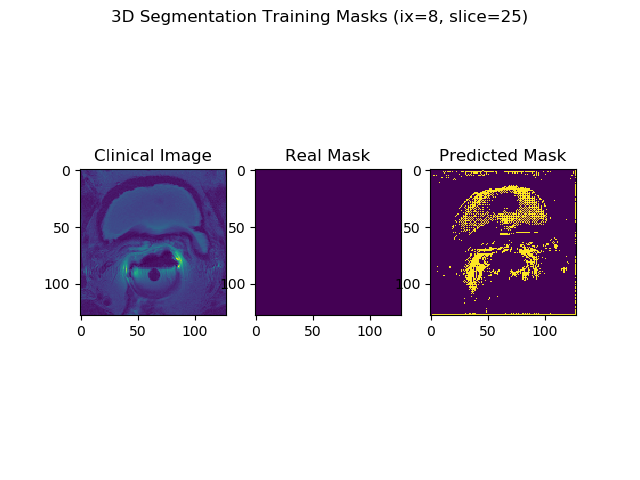 3D Segmentation Training Masks (ix=8, slice=25)
Clinical Image Real Mask Predicted Mask
0 0 0
50 50 50
100 100 100
0 50 100 0 50 100 0 50 100